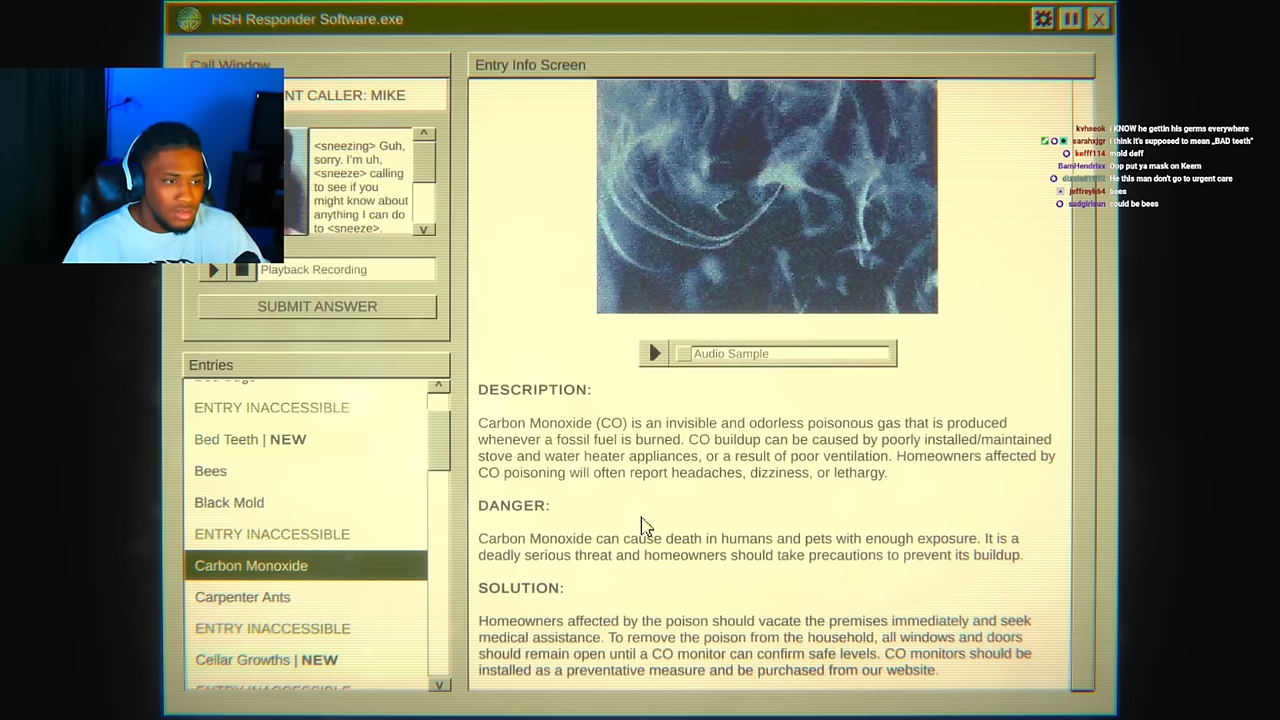 HSH Responder Software.exe
X
Call Window
NT CALLER: MIKE
<sneezing> Guh,
sorry. I'm uh,
<sneeze> calling
to see if you
might know about
anything I can do
to <sneeze>.
Playback Recording
SUBMIT ANSWER
Entries
ENTRY INACCESSIBLE
Bed Teeth | NEW
Bees
Black Mold
ENTRY INACCESSIBLE
Carbon Monoxide
Carpenter Ants
ENTRY INACCESSIBLE
Cellar Growths | NEW
ENTRY INACCESSIBLE
Entry Info Screen
Audio Sample
DESCRIPTION:
Carbon Monoxide (CO) is an invisible and odorless poisonous gas that is produced
whenever a fossil fuel is burned. CO buildup can be caused by poorly installed/maintained
stove and water heater appliances, or a result of poor ventilation. Homeowners affected by
CO poisoning will often report headaches, dizziness, or lethargy.
DANGER:
Carbon Monoxide can cause death in humans and pets with enough exposure. It is a
deadly serious threat and homeowners should take precautions to prevent its buildup.
SOLUTION:
Homeowners affected by the poison should vacate the premises immediately and seek
medical assistance. To remove the poison from the household, all windows and doors
should remain open until a CO monitor can confirm safe levels. CO monitors should be
installed as a preventative measure and be purchased from our website.
kvhseok I KNOW he gettin his germs everywhere
sarahxjgr I think it's supposed to mean „BAD teeth"
kefff114 mold deff
BamHendrixx Oop put ya mask on Keem
He this man don't go to urgent care
jeffreyk64 bees
sadgirlsun could be bees